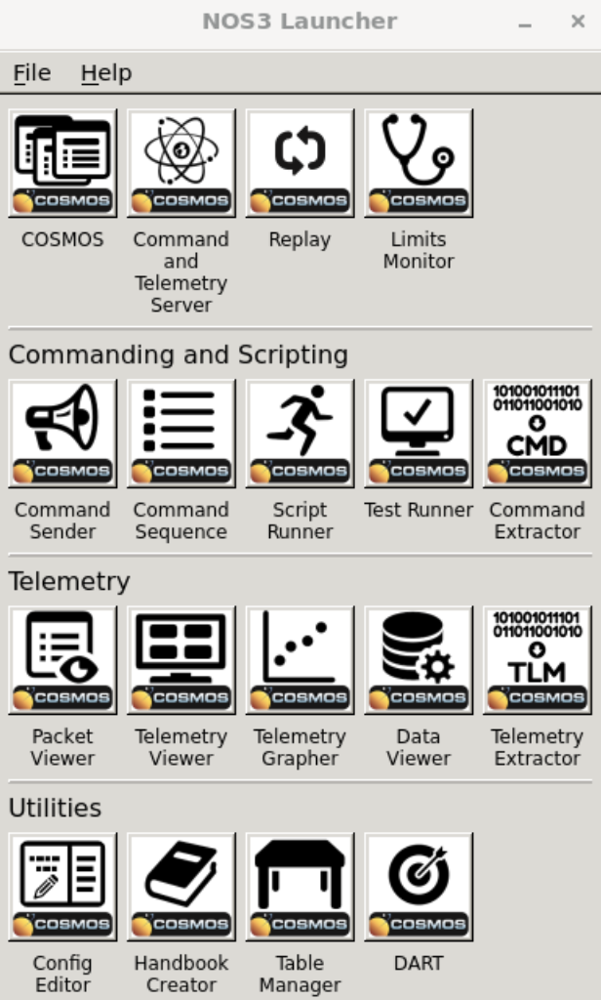 NOS3 Launcher
File Help
COSMOS COSMOS COSMOS COSMOS
COSMOS Command and Telemetry Server Replay Limits Monitor
Commanding and Scripting
101001011101
011011001010
CMD
COSMOS COSMOS COSMOS COSMOS COSMOS
Command Sender Command Sequence Script Runner Test Runner Command Extractor
Telemetry
101001011101
011011001010
TLM
COSMOS COSMOS COSMOS COSMOS COSMOS
Packet Viewer Telemetry Viewer Telemetry Grapher Data Viewer Telemetry Extractor
Utilities
COSMOS COSMOS COSMOS COSMOS
Config Editor Handbook Creator Table Manager DART